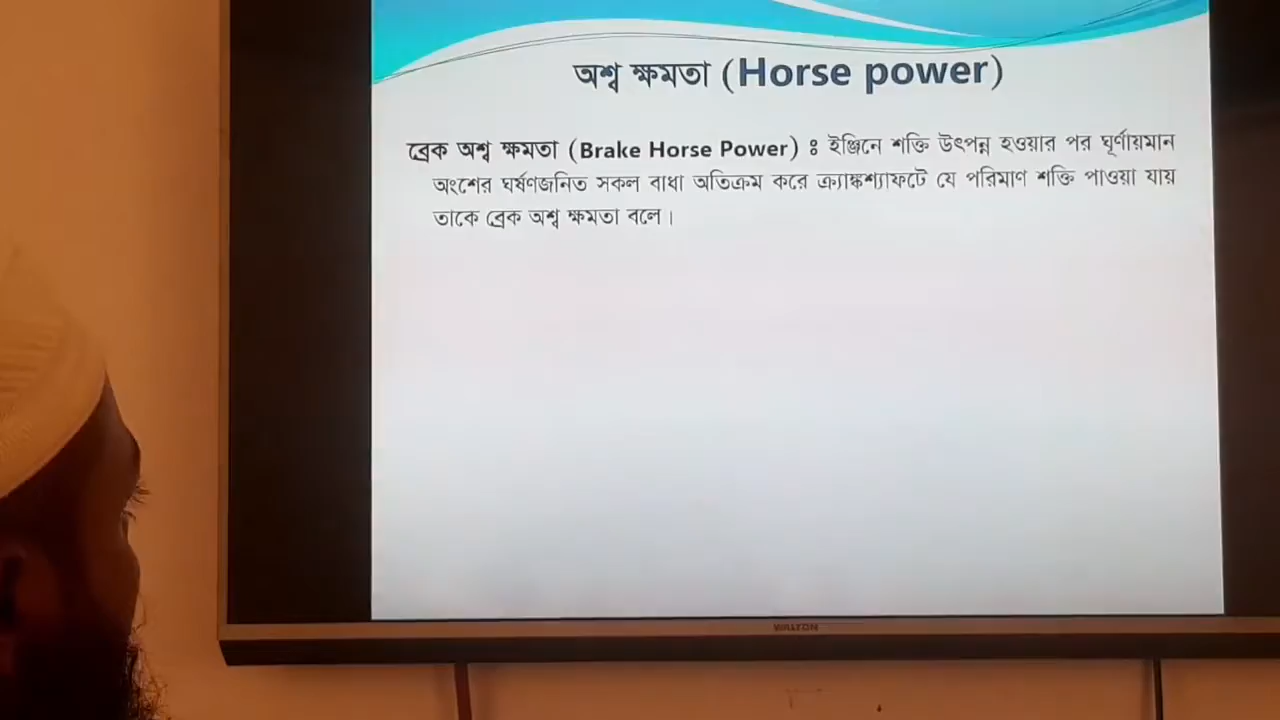 অশ্ব ক্ষমতা (Horse power)
ব্রেক অশ্ব ক্ষমতা (Brake Horse Power) ঃ ইঞ্জিনে শক্তি উৎপন্ন হওয়ার পর ঘূর্ণায়মান
অংশের ঘর্ষণজনিত সকল বাধা অতিক্রম করে ক্র্যাঙ্কশ্যাফটে যে পরিমাণ শক্তি পাওয়া যায়
তাকে ব্রেক অশ্ব ক্ষমতা বলে।
WALTON